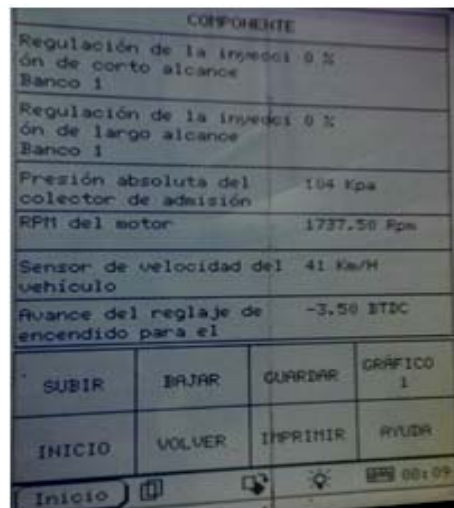 COMPONENTE
Regulación de la inyecci 0 %
ón de corto alcance
Banco 1
Regulación de la inyecci 0 %
ón de largo alcance
Banco 1
Presión absoluta del 104 Kpa
colector de admisión
RPM del motor 1737.50 Rpm
Sensor de velocidad del 41 Km/H
vehículo
Avance del reglaje de -3.50 BTDC
encendido para el
SUBIR BAJAR GUARDAR GRÁFICO
1
INICIO VOLVER IMPRIMIR AYUDA
Inicio 00:09